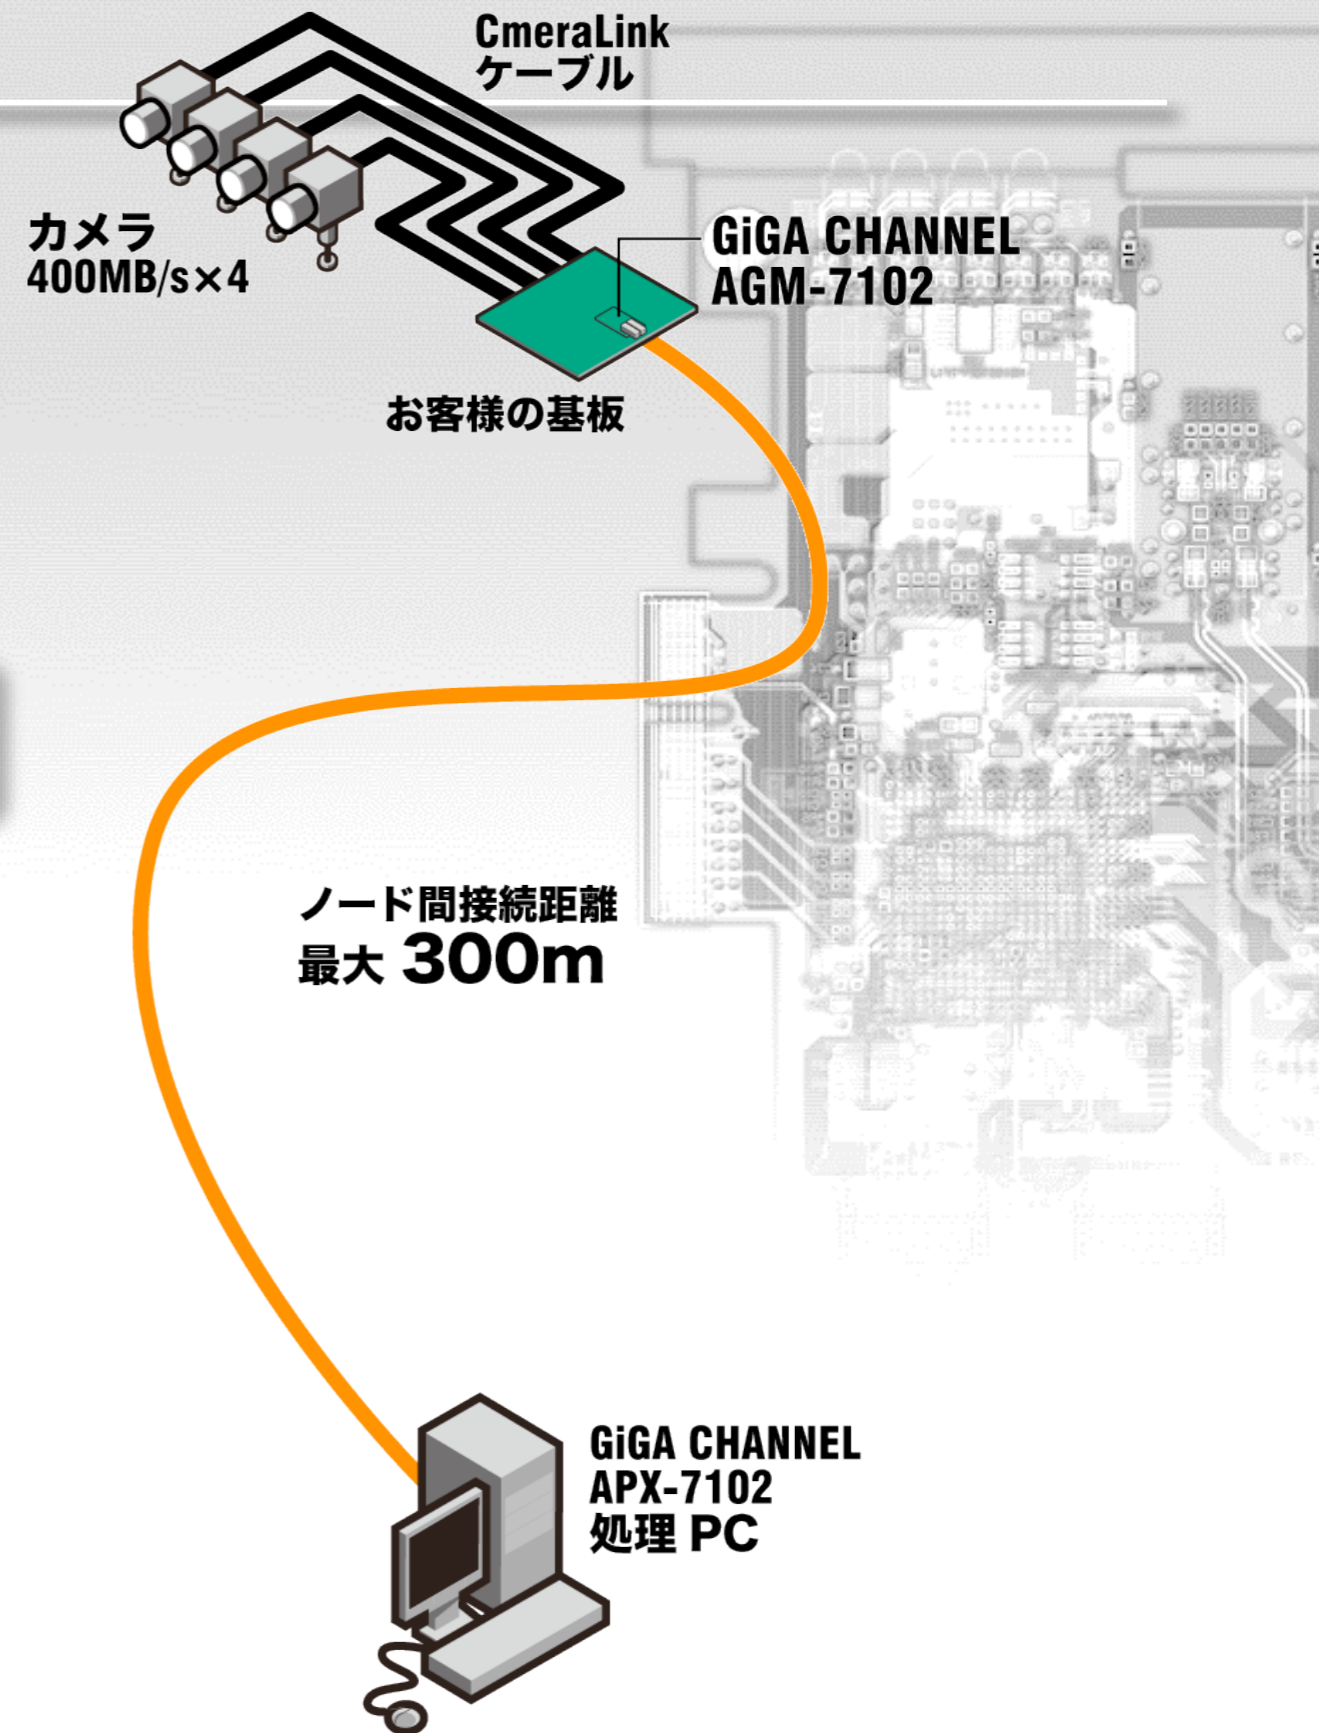 CmeraLink
ケーブル
カメラ
400MB/s×4
GiGA CHANNEL
AGM-7102
お客様の基板
ノード間接続距離
最大 300m
GiGA CHANNEL
APX-7102
処理 PC